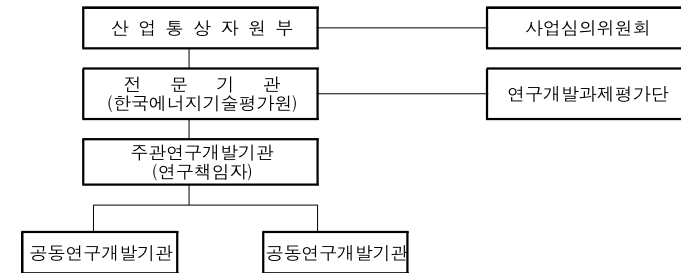 산 업 통 상 자 원 부
사업심의위원회
전 문 기 관
(한국에너지기술평가원)
연구개발과제평가단
주관연구개발기관
(연구책임자)
공동연구개발기관
공동연구개발기관